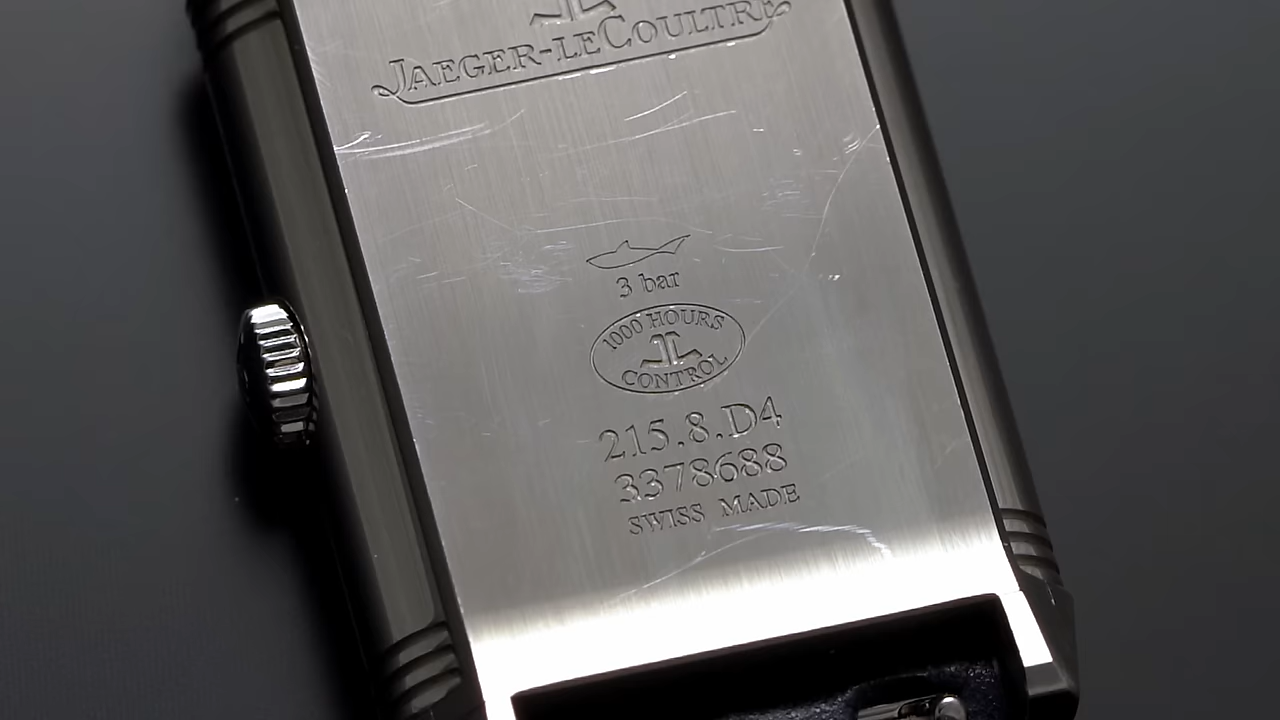 JAEGER-LECOULTRE
3 bar
1000 HOURS
CONTROL
215.8.D4
3378688
SWISS MADE